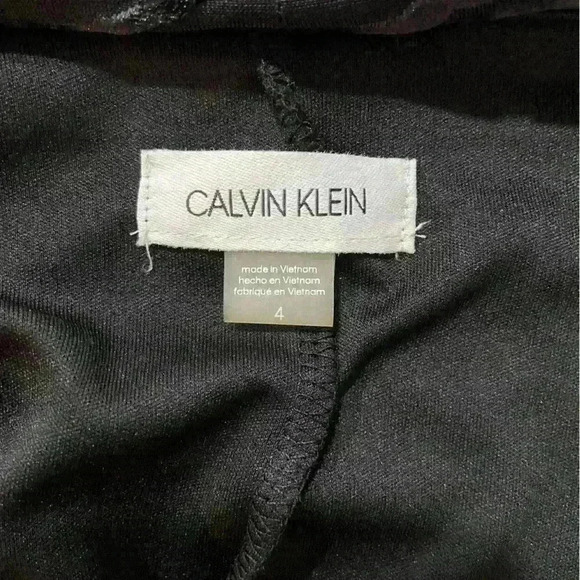 CALVIN KLEIN
made in Vietnam
hecho en Vietnam
fabriqué en Vietnam
4